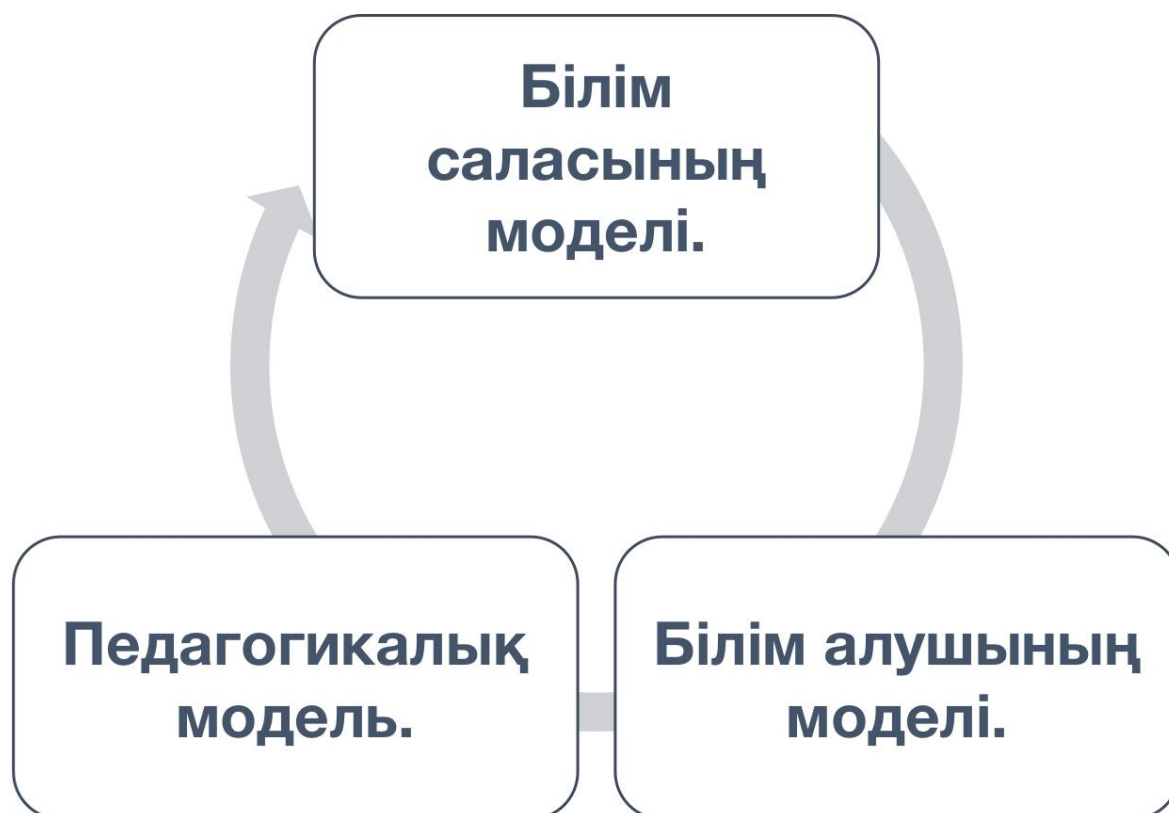 Білім
саласының
моделі.
Педагогикалық
модель.
Білім алушының
моделі.